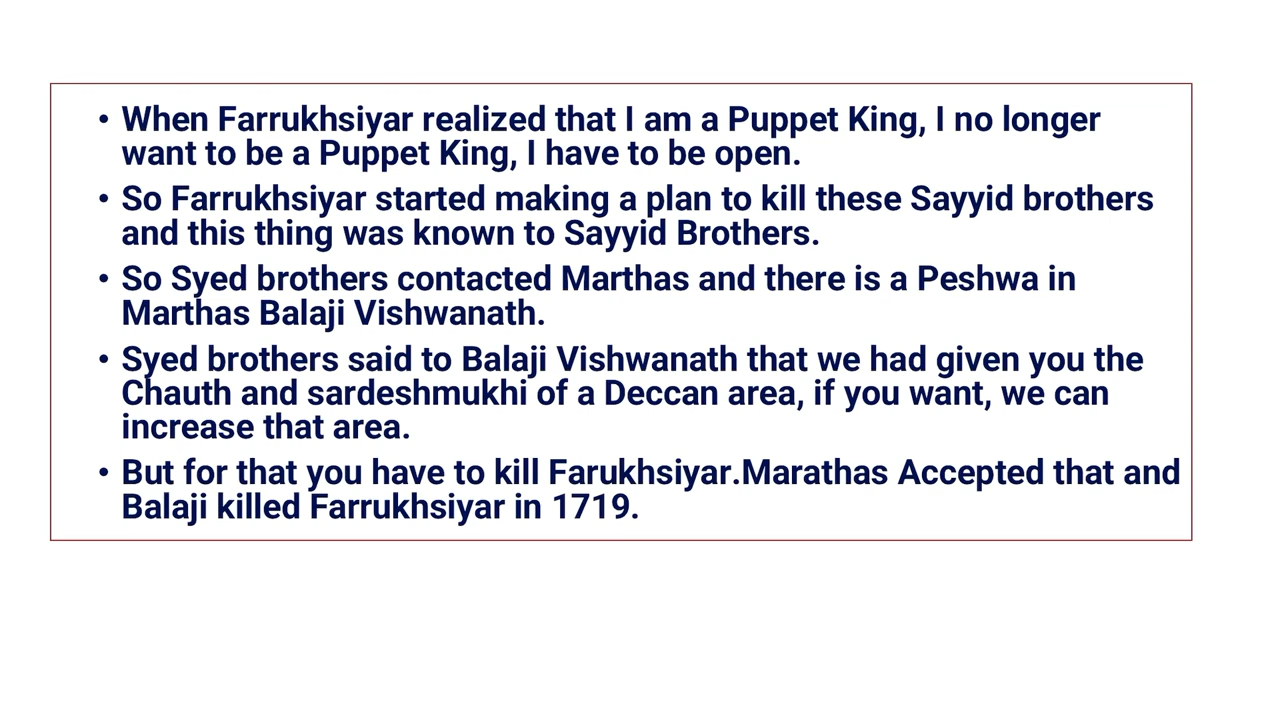 • When Farrukhsiyar realized that I am a Puppet King, I no longer
want to be a Puppet King, I have to be open.
• So Farrukhsiyar started making a plan to kill these Sayyid brothers
and this thing was known to Sayyid Brothers.
• So Syed brothers contacted Marthas and there is a Peshwa in
Marthas Balaji Vishwanath.
• Syed brothers said to Balaji Vishwanath that we had given you the
Chauth and sardeshmukhi of a Deccan area, if you want, we can
increase that area.
• But for that you have to kill Farukhsiyar.Marathas Accepted that and
Balaji killed Farrukhsiyar in 1719.